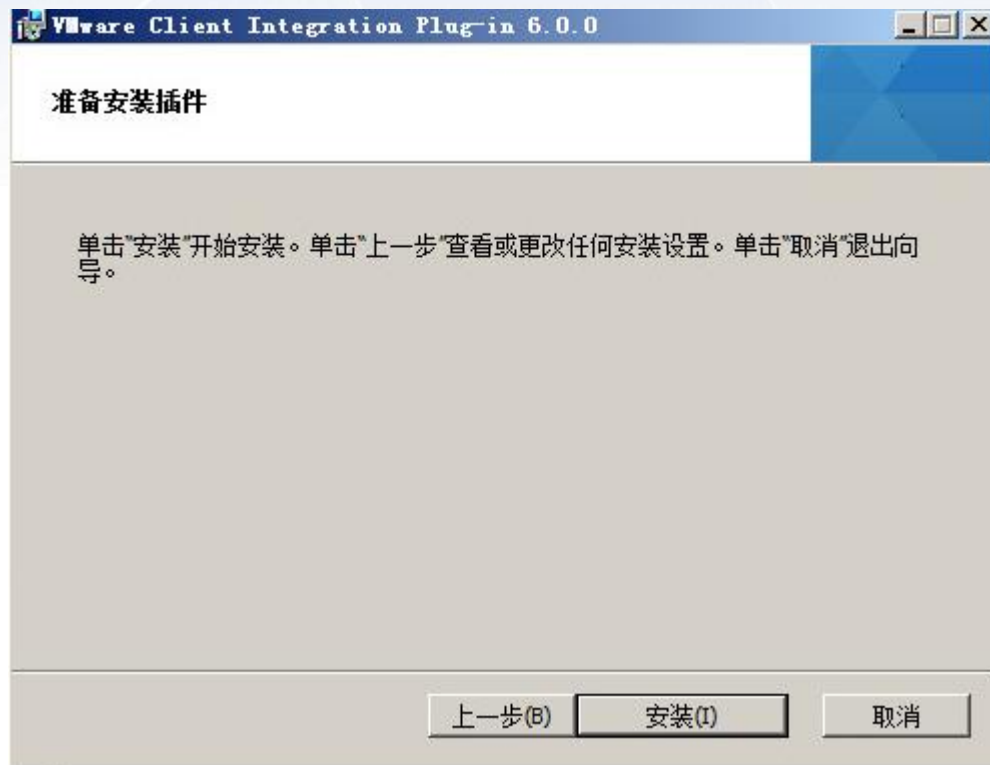 VMware Client Integration Plug-in 6.0.0
准备安装插件
单击"安装"开始安装。单击"上一步"查看或更改任何安装设置。单击"取消"退出向
导。
上一步(B)
安装(I)
取消